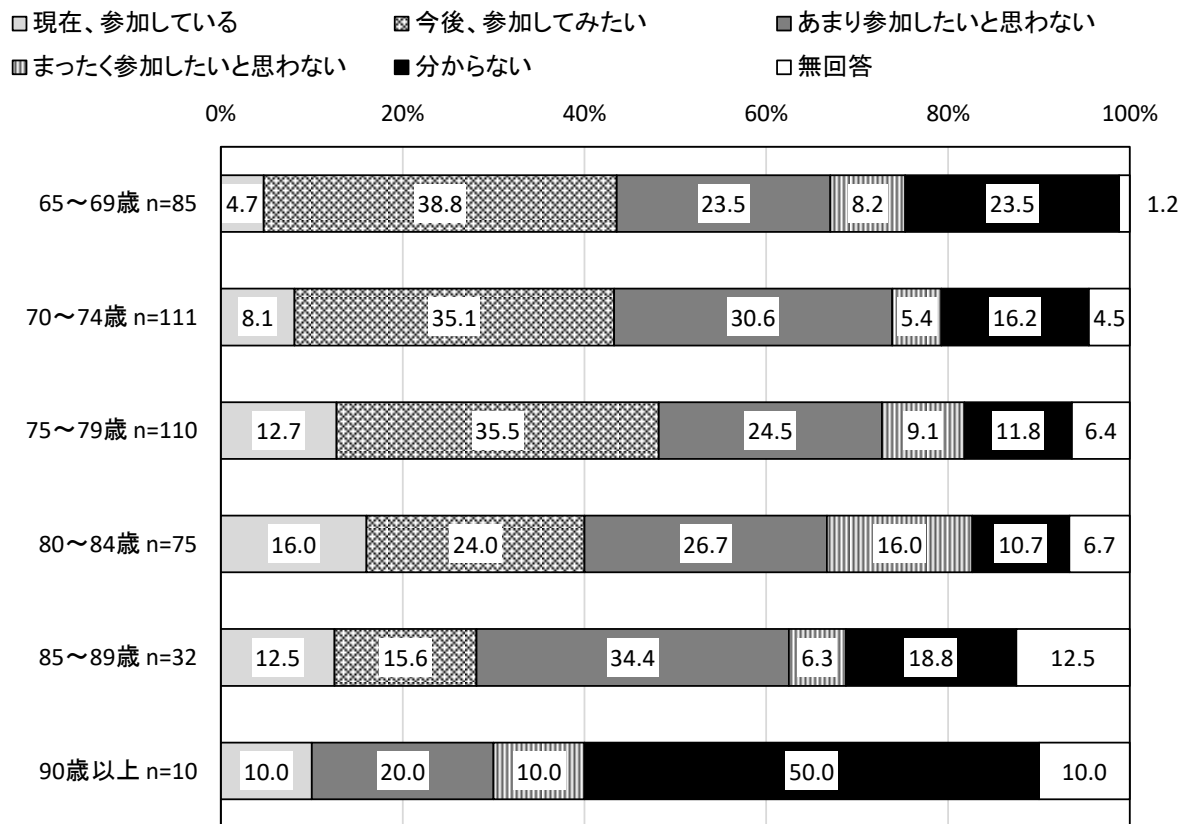 現在、参加している 今後、参加してみたい あまり参加したいと思わない
まったく参加したいと思わない 分からない 無回答
0% 20% 40% 60% 80% 100%
65～69歳 n=85 4.7 38.8 23.5 8.2 23.5 1.2
70～74歳 n=111 8.1 35.1 30.6 5.4 16.2 4.5
75～79歳 n=110 12.7 35.5 24.5 9.1 11.8 6.4
80～84歳 n=75 16.0 24.0 26.7 16.0 10.7 6.7
85～89歳 n=32 12.5 15.6 34.4 6.3 18.8 12.5
90歳以上 n=10 10.0 20.0 10.0 50.0 10.0